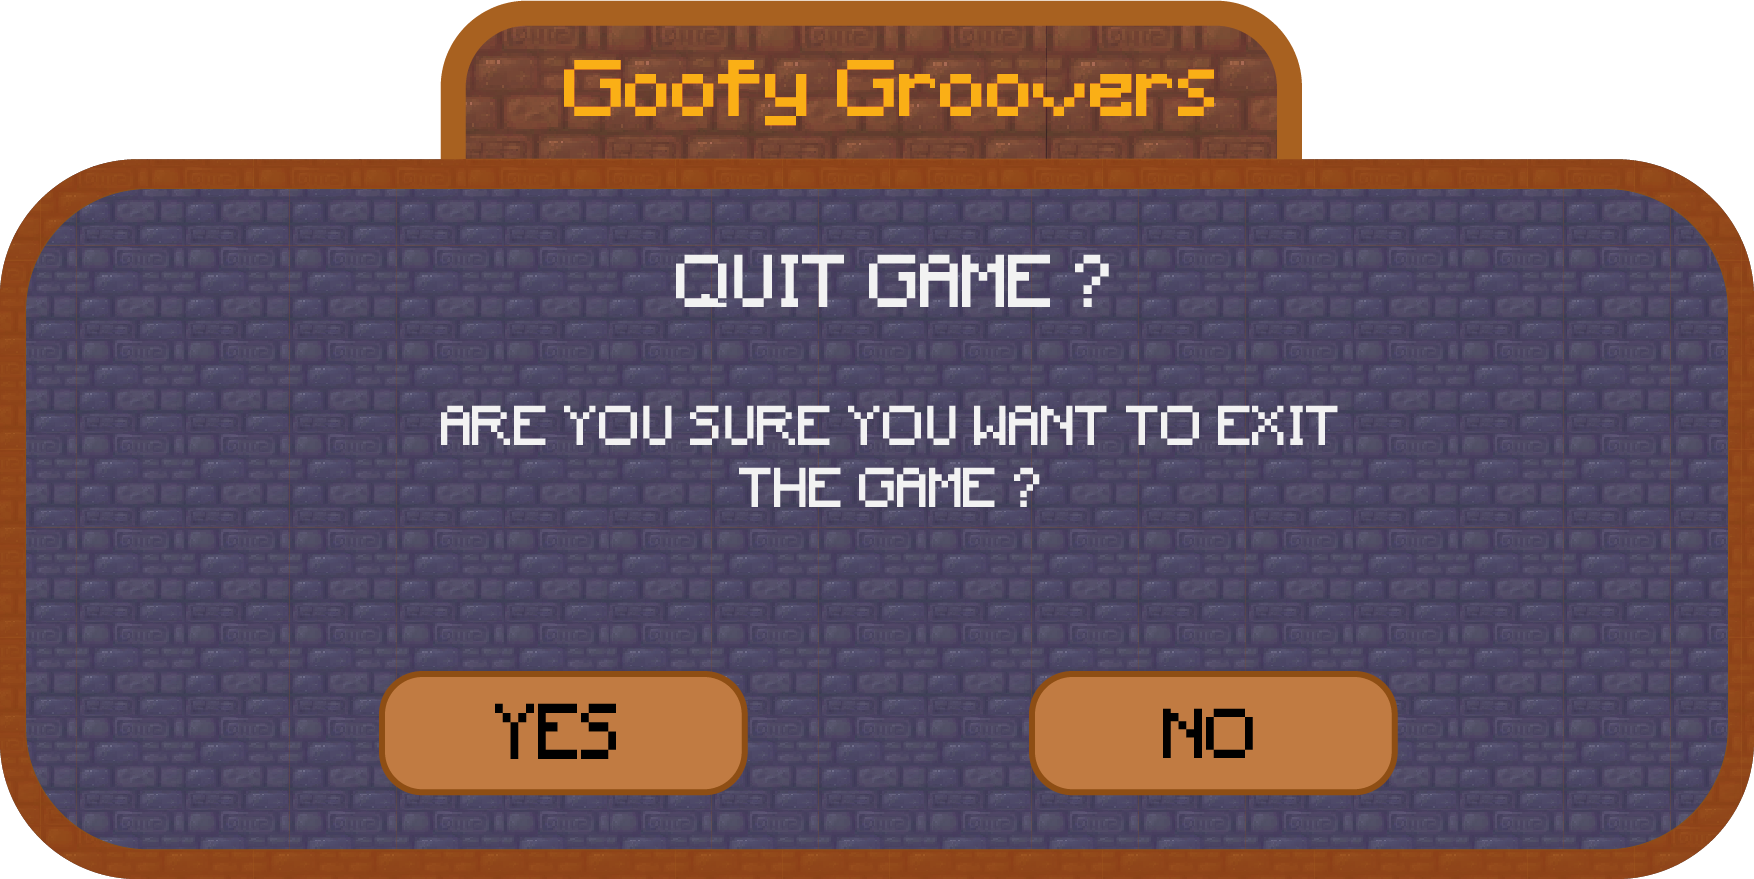 Goofy Groovers
QUIT GAME ?
ARE YOU SURE YOU WANT TO EXIT
THE GAME ?
YES
NO